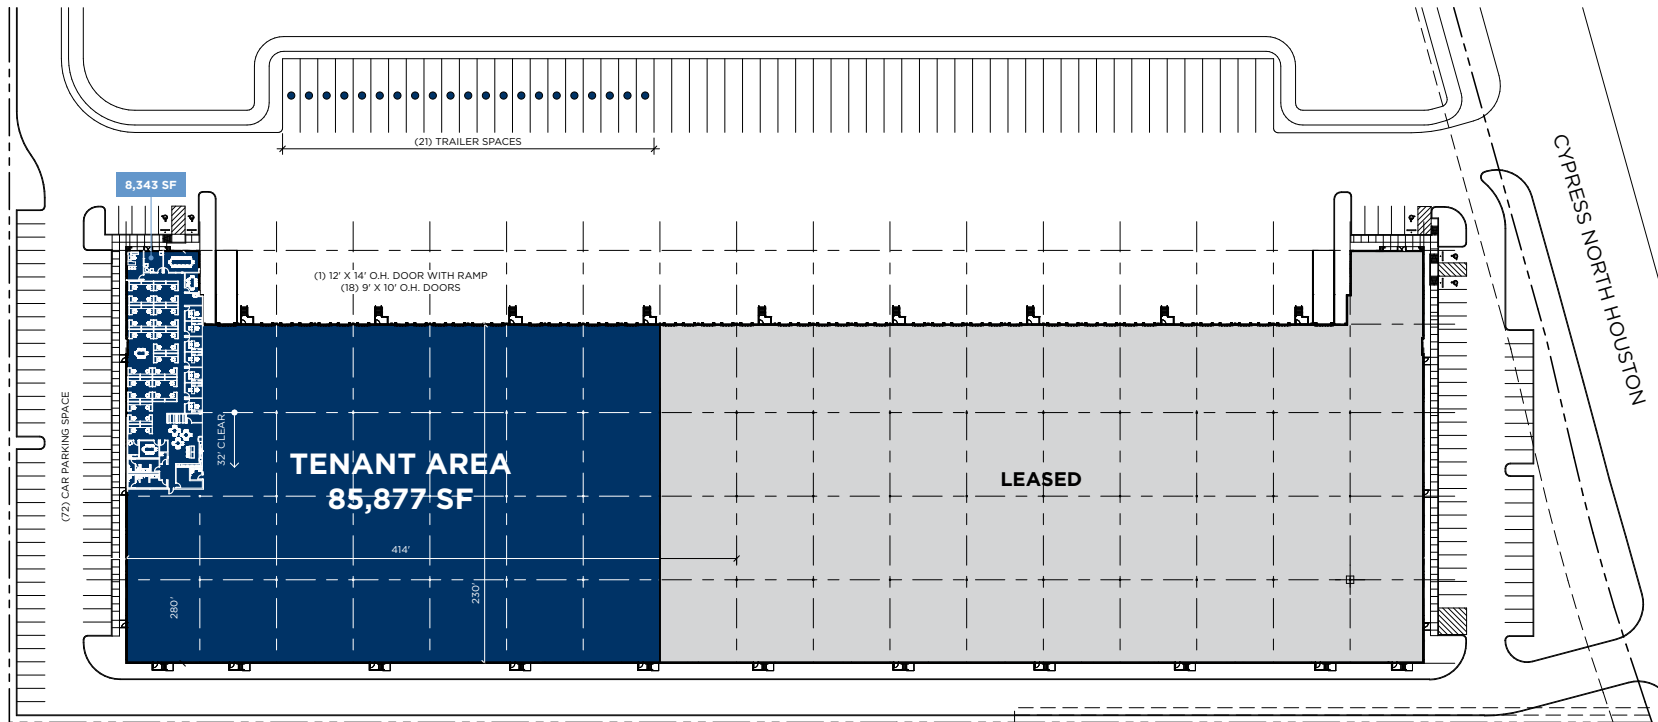 (21) TRAILER SPACES
8,343 SF
CYPRESS NORTH HOUSTON
(1) 12' X 14' O.H. DOOR WITH RAMP
(18) 9' X 10' O.H. DOORS
(72) CAR PARKING SPACE
32' CLEAR
TENANT AREA
85,877 SF
LEASED
414'
280'
230'